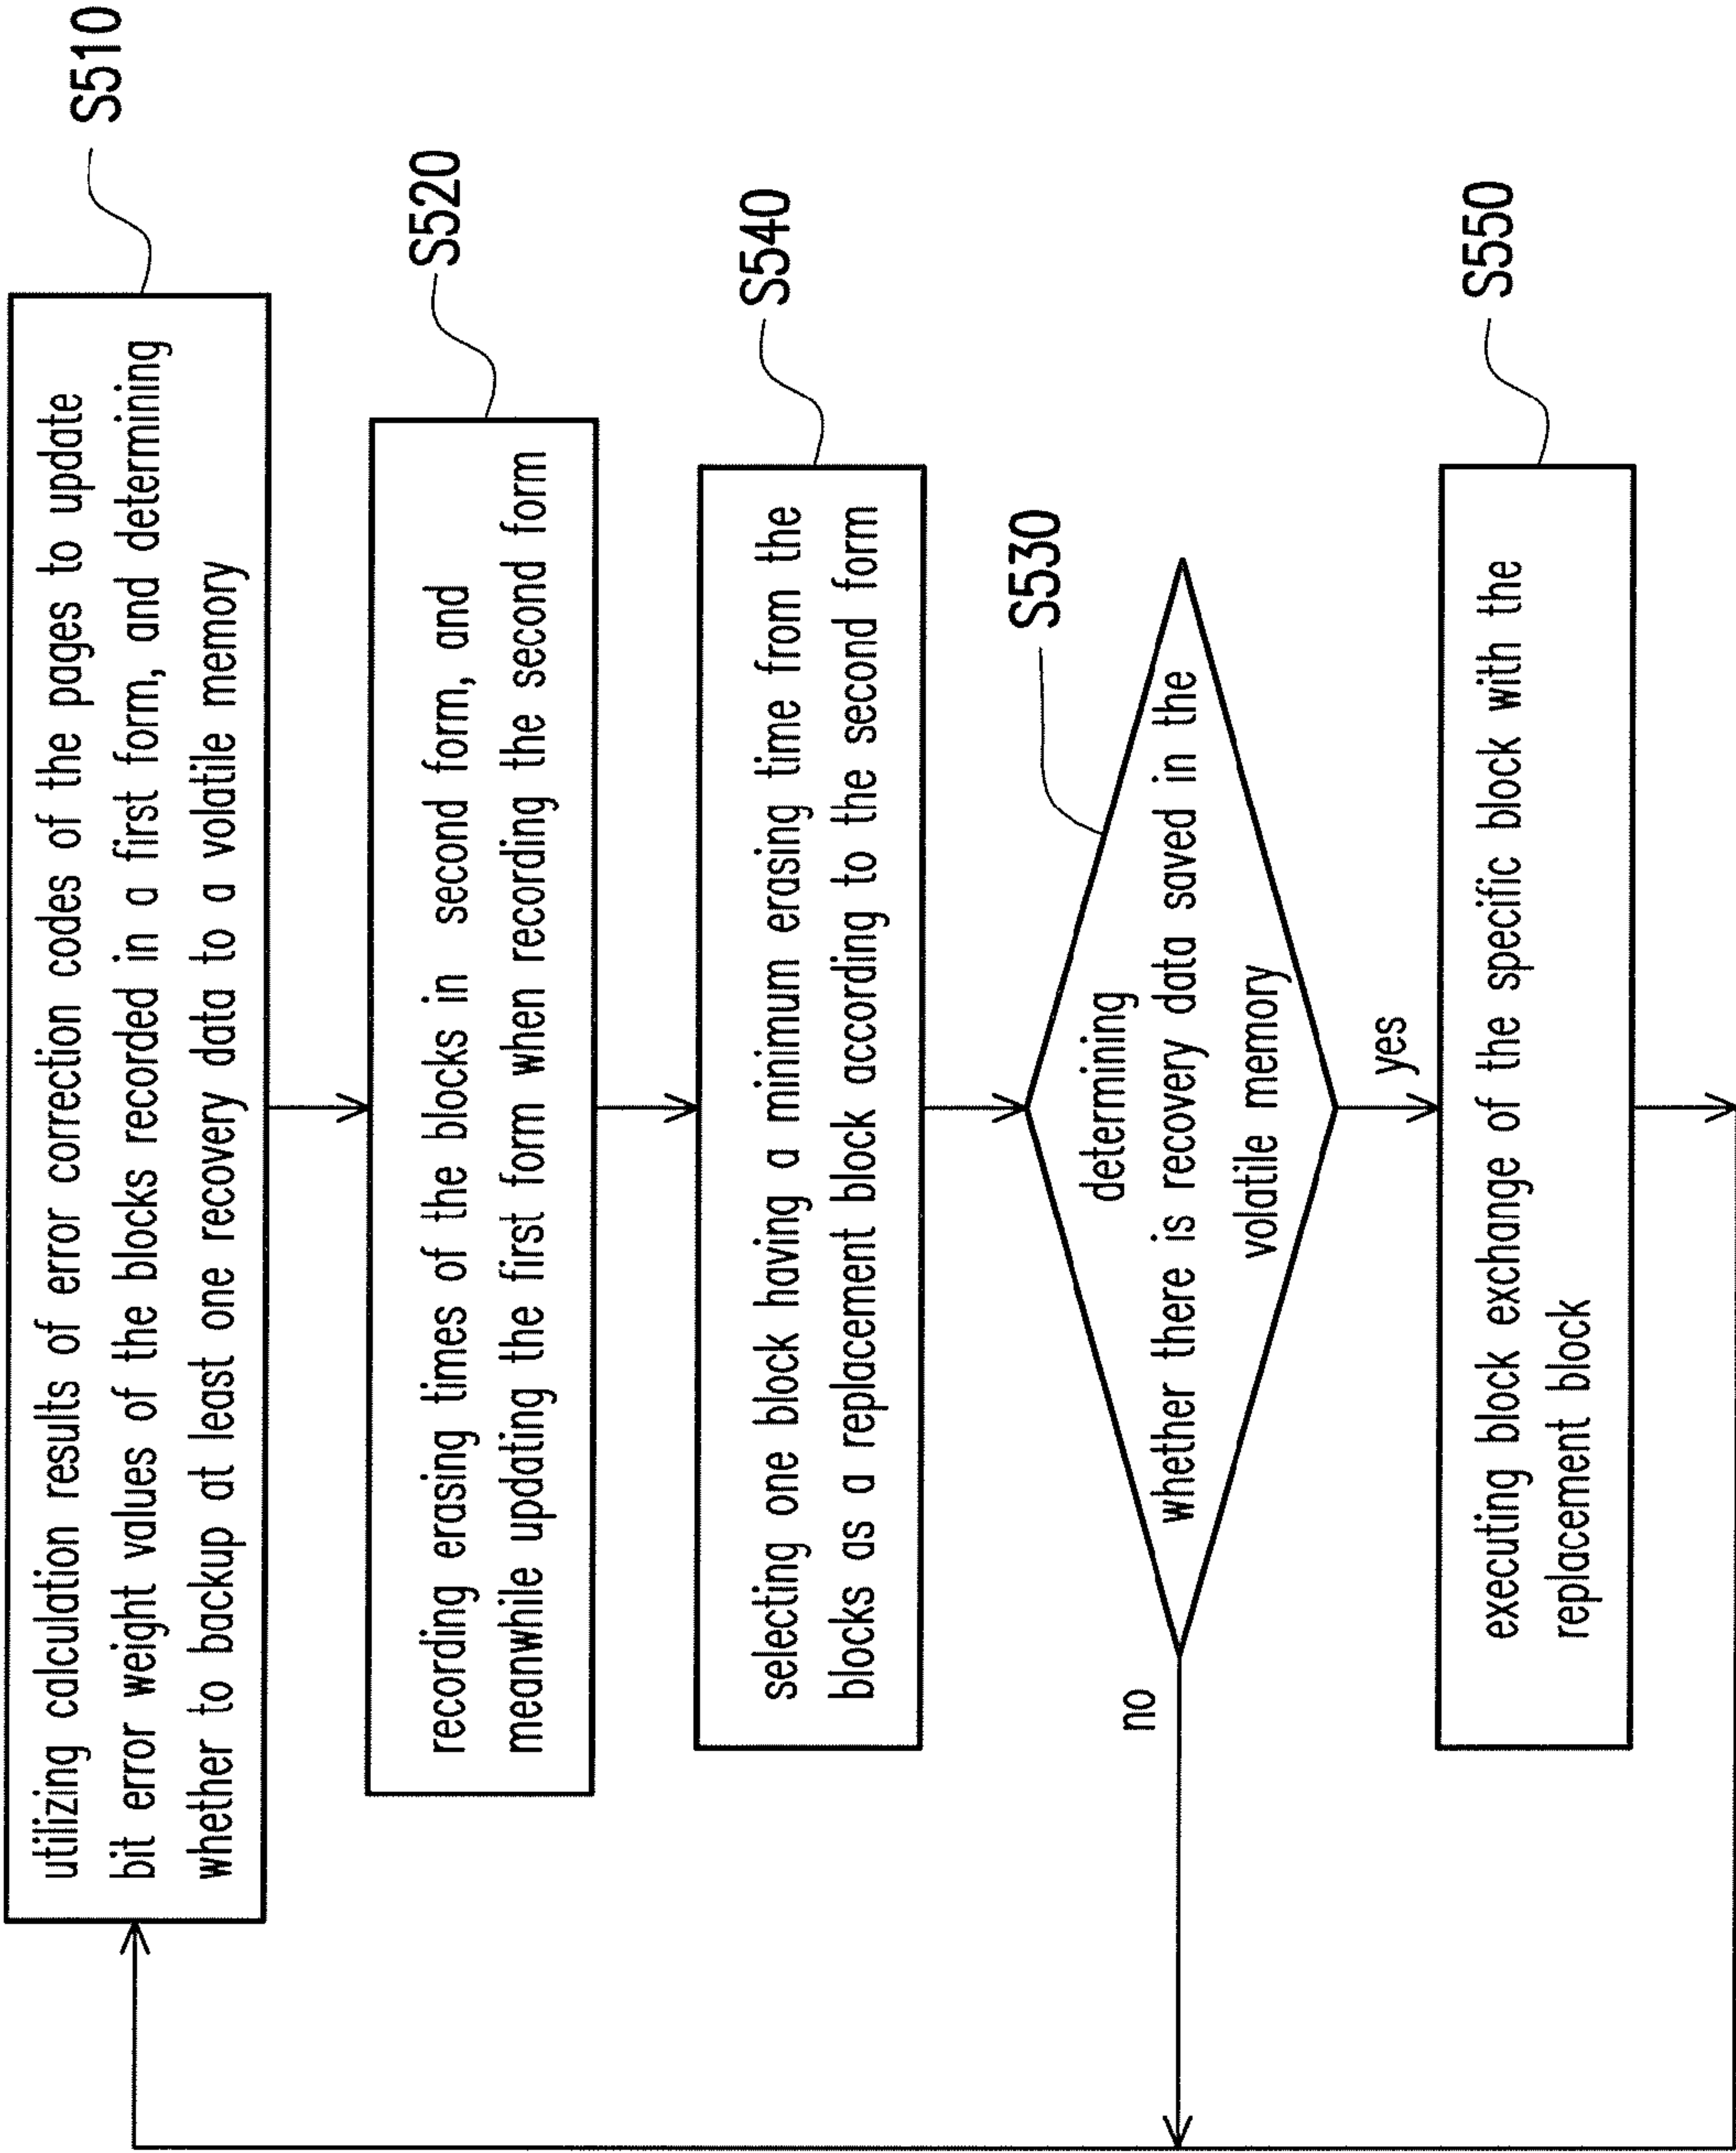 utilizing calculation results of error correction codes of the pages to update
bit error weight values of the blocks recorded in a first form, and determining
whether to backup at least one recovery data to a volatile memory
S510
recording erasing times of the blocks in second form, and
meanwhile updating the first form when recording the second form
S520
selecting one block having a minimum erasing time from the
blocks as a replacement block according to the second form
S540
determining
whether there is recovery data saved in the
volatile memory
S530
no
yes
executing block exchange of the specific block with the
replacement block
S550